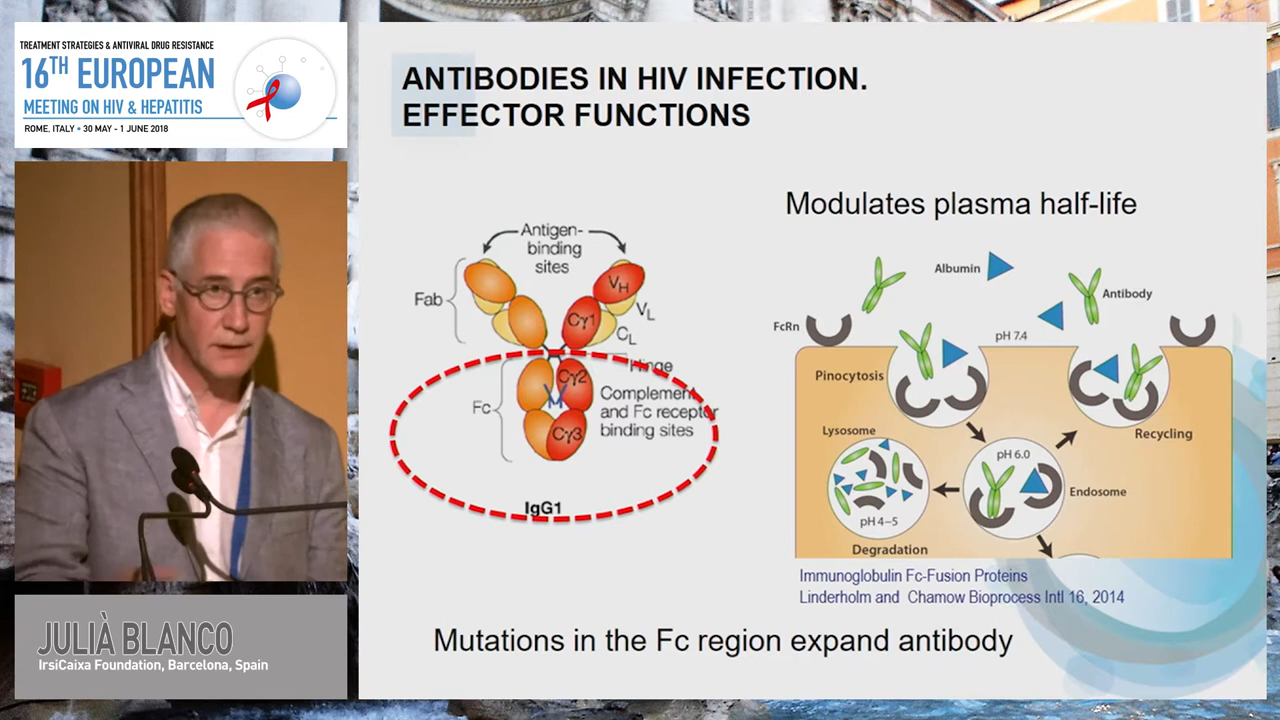 TREATMENT STRATEGIES & ANTIVIRAL DRUG RESISTANCE
16TH EUROPEAN
MEETING ON HIV & HEPATITIS
ROME, ITALY • 30 MAY - 1 JUNE 2018
JULIÀ BLANCO
IrsiCaixa Foundation, Barcelona, Spain
ANTIBODIES IN HIV INFECTION.
EFFECTOR FUNCTIONS
Antigen-
binding
sites
Fab
VH
Cγ1
VL
CL
Hinge
Cγ2
Fc
Complement
and Fc receptor
binding sites
Cγ3
IgG1
Modulates plasma half-life
Albumin
Antibody
FcRn
pH 7.4
Pinocytosis
Recycling
Lysosome
pH 6.0
Endosome
pH 4–5
Degradation
Immunoglobulin Fc-Fusion Proteins
Linderholm and Chamow Bioprocess Intl 16, 2014
Mutations in the Fc region expand antibody